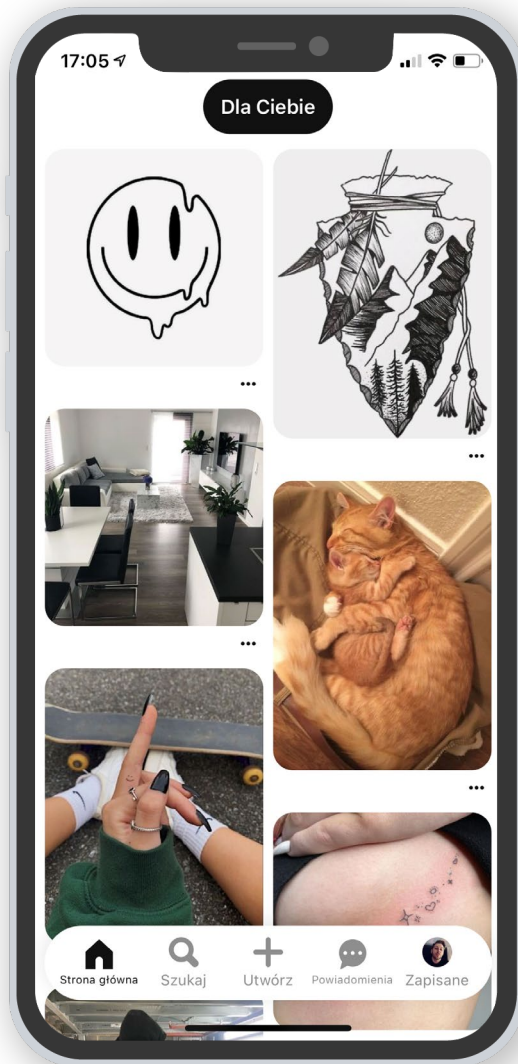 17:05
Dla Ciebie
Strona główna
Szukaj
Utwórz
Powiadomienia
Zapisane